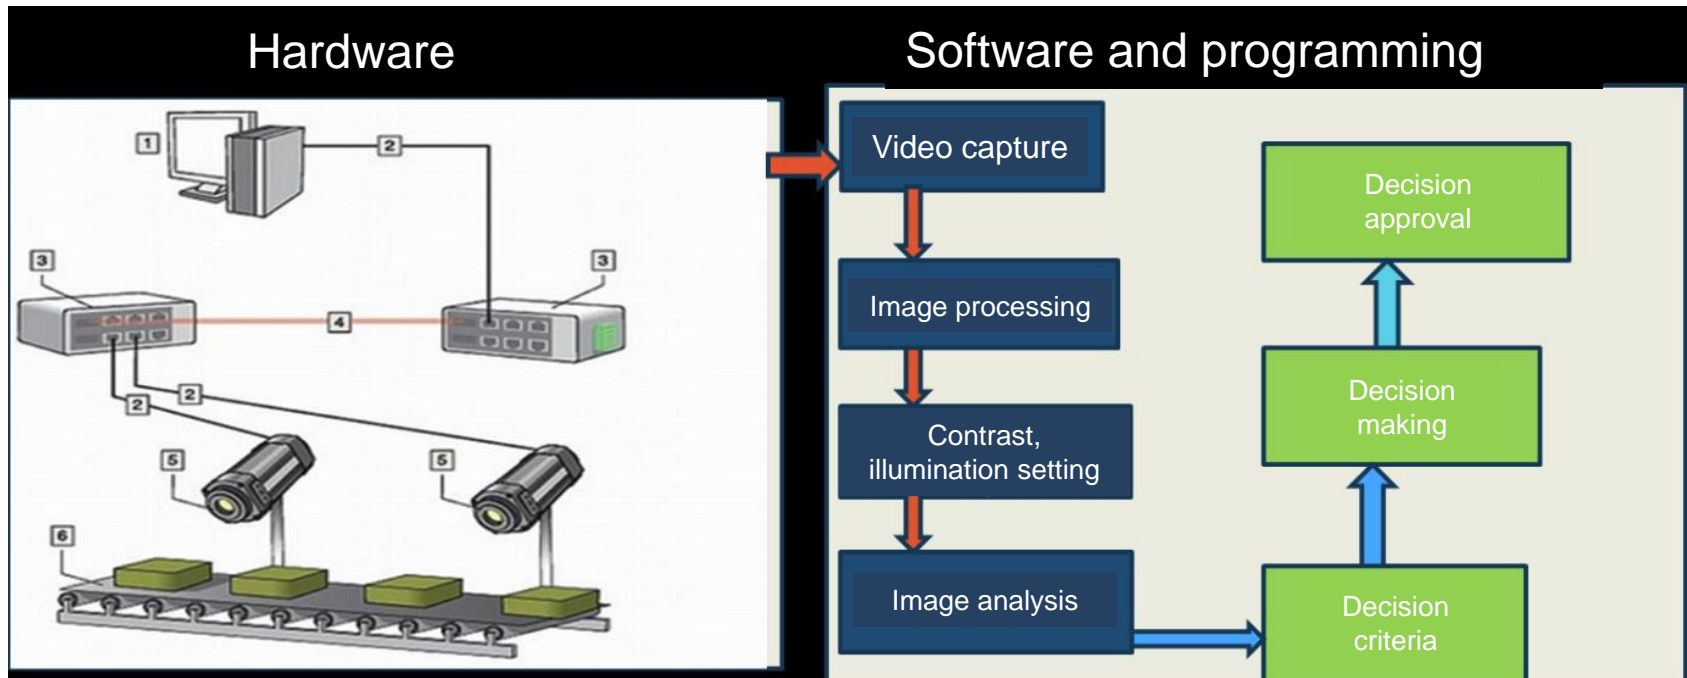 Hardware
1
2
3
3
4
2
2
5
5
6
Software and programming
Video capture
Image processing
Contrast,
illumination setting
Image analysis
Decision
criteria
Decision
making
Decision
approval